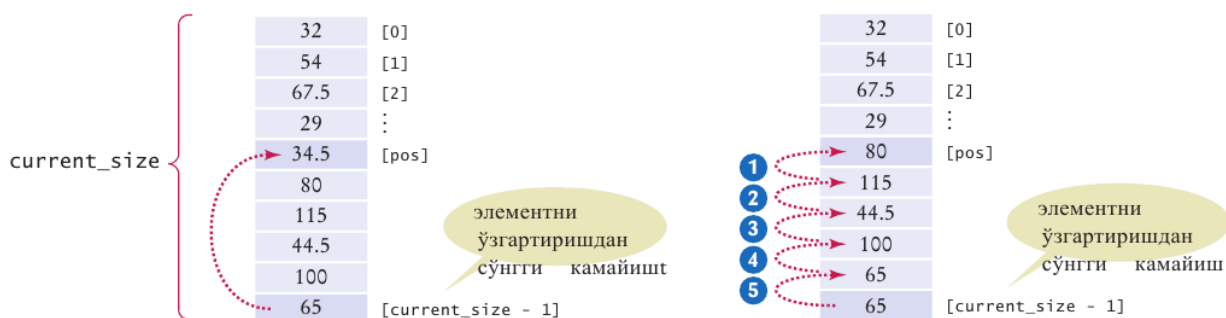 current_size
32 [0]
54 [1]
67.5 [2]
29 ⋮
34.5 [pos]
80
115
44.5
100
65 [current_size - 1]
элементни
ўзгартиришдан
сўнгги камайишt
32 [0]
54 [1]
67.5 [2]
29 ⋮
80 [pos]
115
44.5
100
65
65 [current_size - 1]
1
2
3
4
5
элементни
ўзгартиришдан
сўнгги камайиш